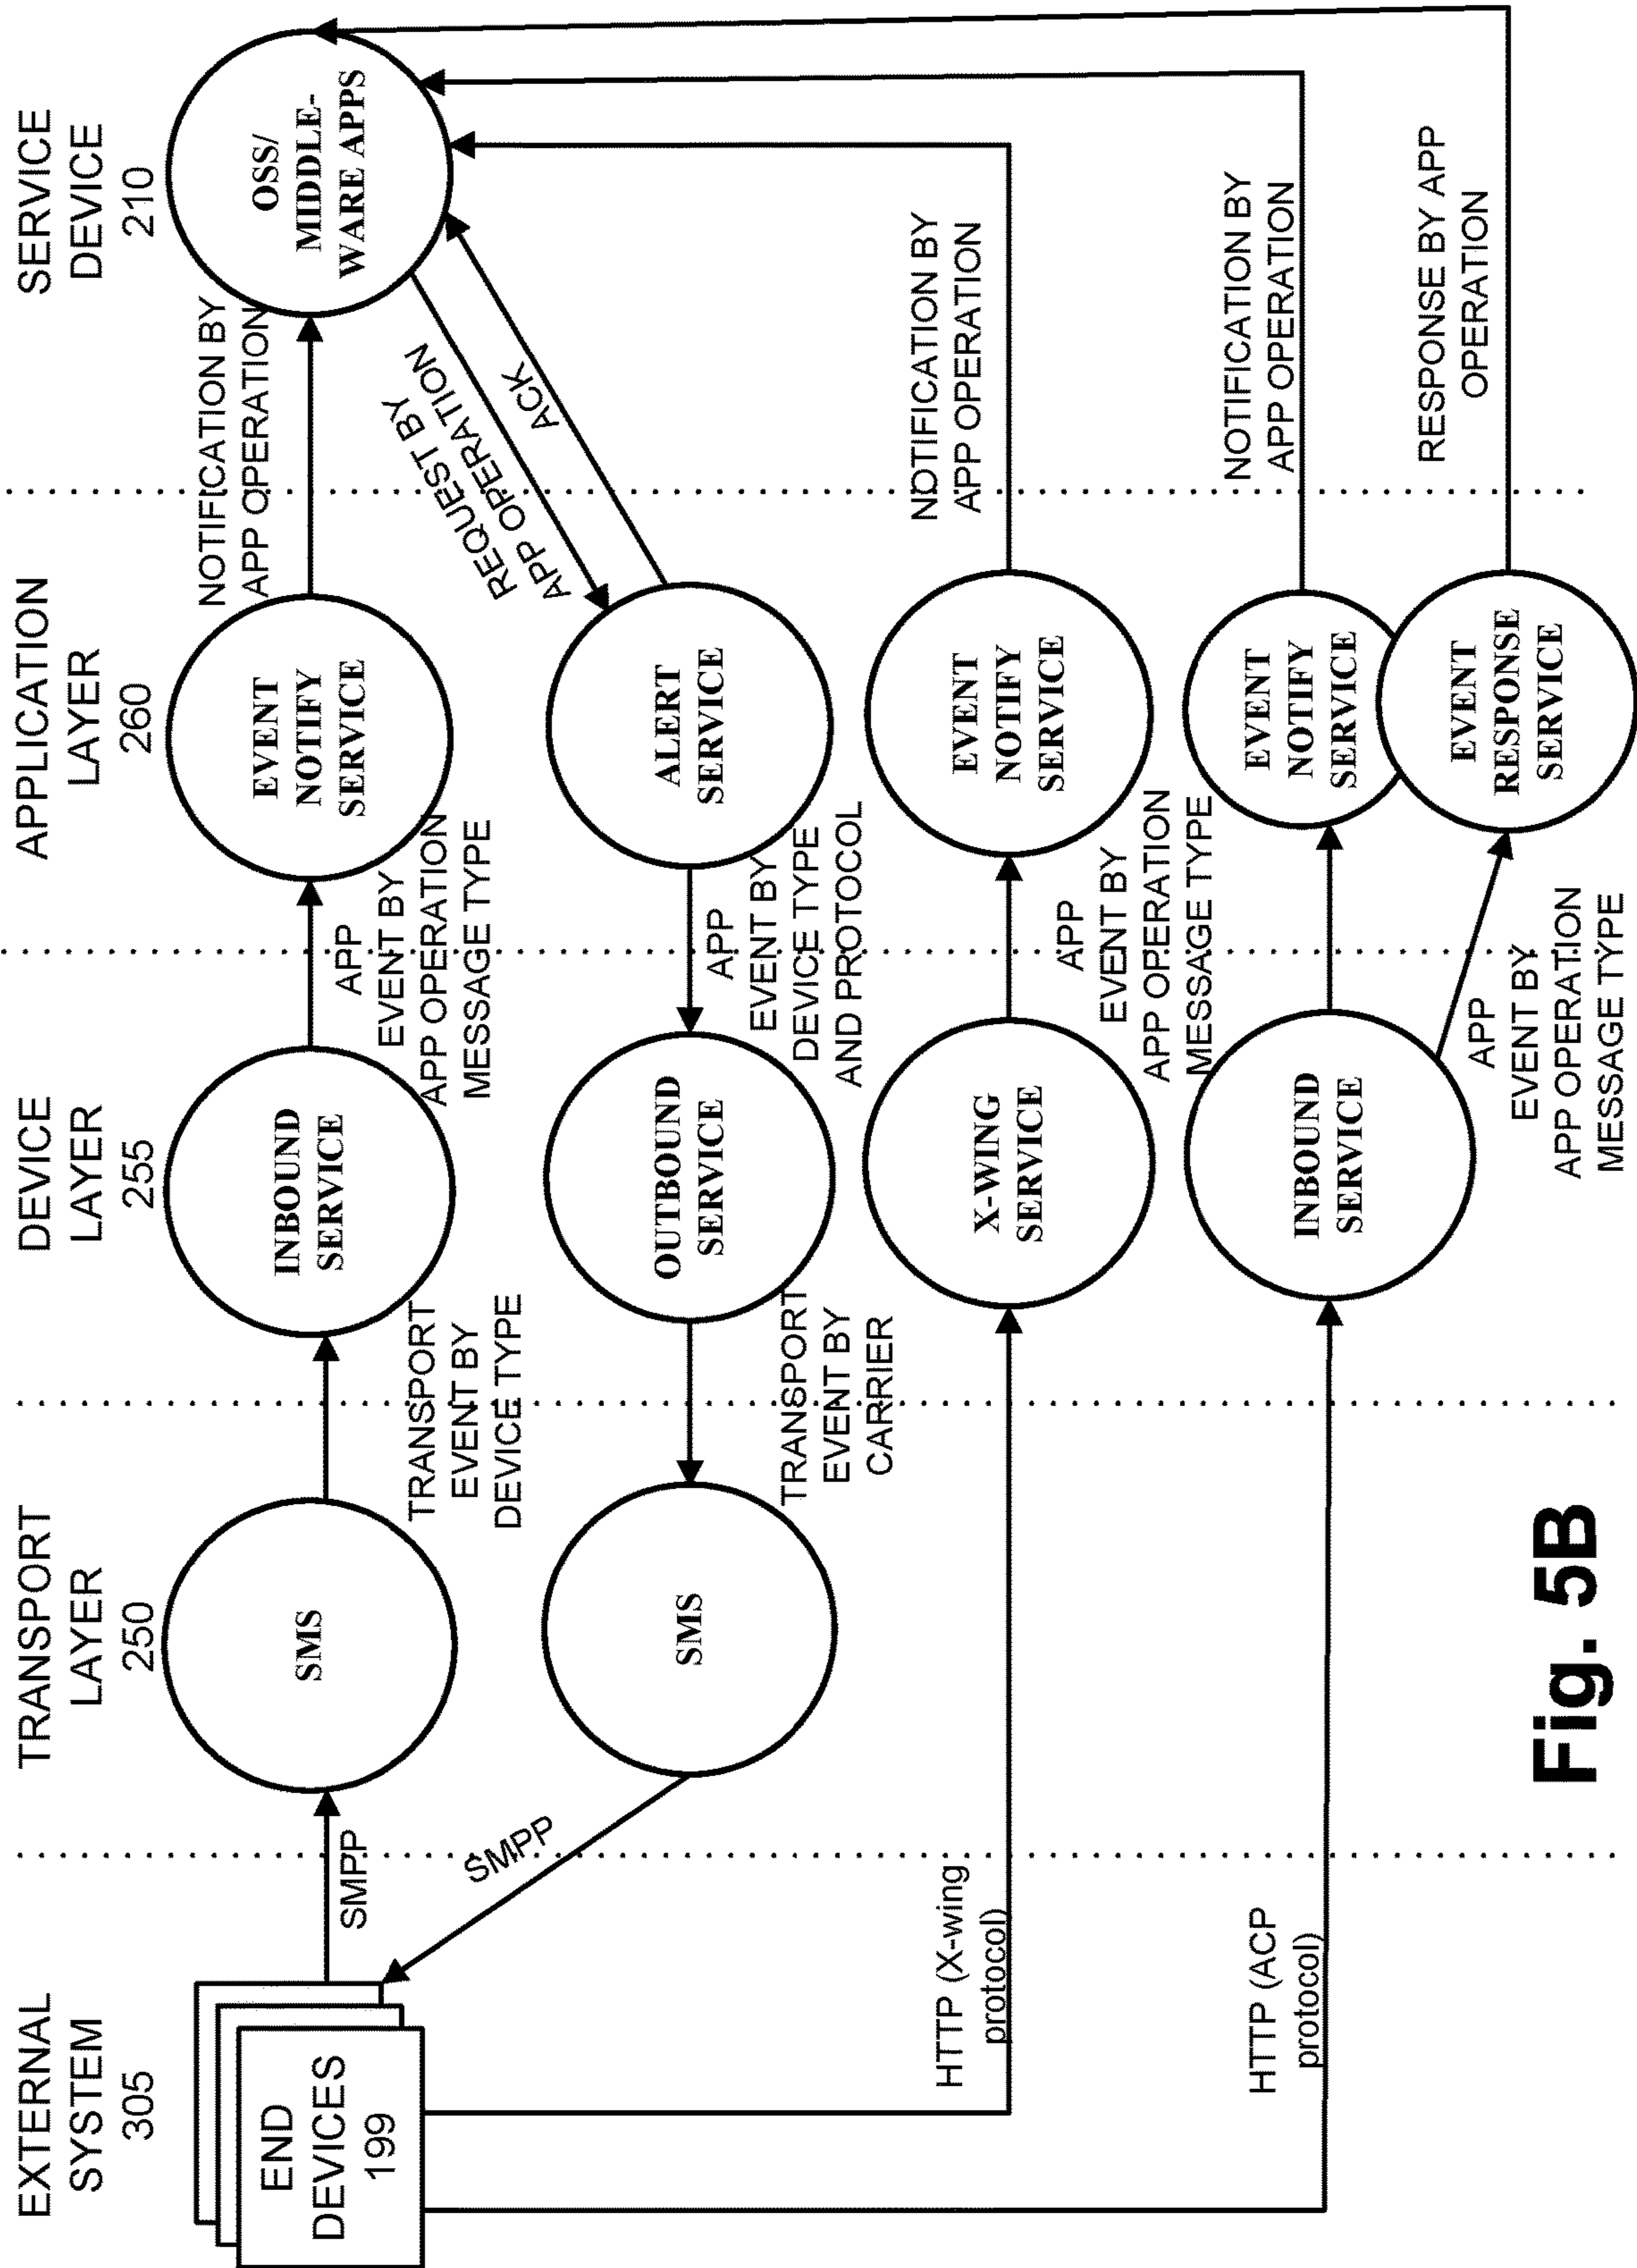 EXTERNAL
SYSTEM
305
TRANSPORT
LAYER
250
DEVICE
LAYER
255
APPLICATION
LAYER
260
SERVICE
DEVICE
210
END
DEVICES
199
SMPP
SMS
TRANSPORT
EVENT BY
DEVICE TYPE
INBOUND
SERVICE
APP
EVENT BY
APP OPERATION
MESSAGE TYPE
EVENT
NOTIFY
SERVICE
NOTIFICATION BY
APP OPERATION
OSS/
MIDDLE-
WARE APPS
REQUEST BY
APP OPERATION
ACK
SMPP
SMS
TRANSPORT
EVENT BY
CARRIER
OUTBOUND
SERVICE
APP
EVENT BY
DEVICE TYPE
AND PROTOCOL
ALERT
SERVICE
HTTP (X-wing
protocol)
X-WING
SERVICE
APP
EVENT BY
APP OPERATION
MESSAGE TYPE
EVENT
NOTIFY
SERVICE
NOTIFICATION BY
APP OPERATION
HTTP (ACP
protocol)
INBOUND
SERVICE
EVENT
NOTIFY
SERVICE
NOTIFICATION BY
APP OPERATION
APP
EVENT BY
APP OPERATION
MESSAGE TYPE
EVENT
RESPONSE
SERVICE
RESPONSE BY APP
OPERATION
Fig. 5B